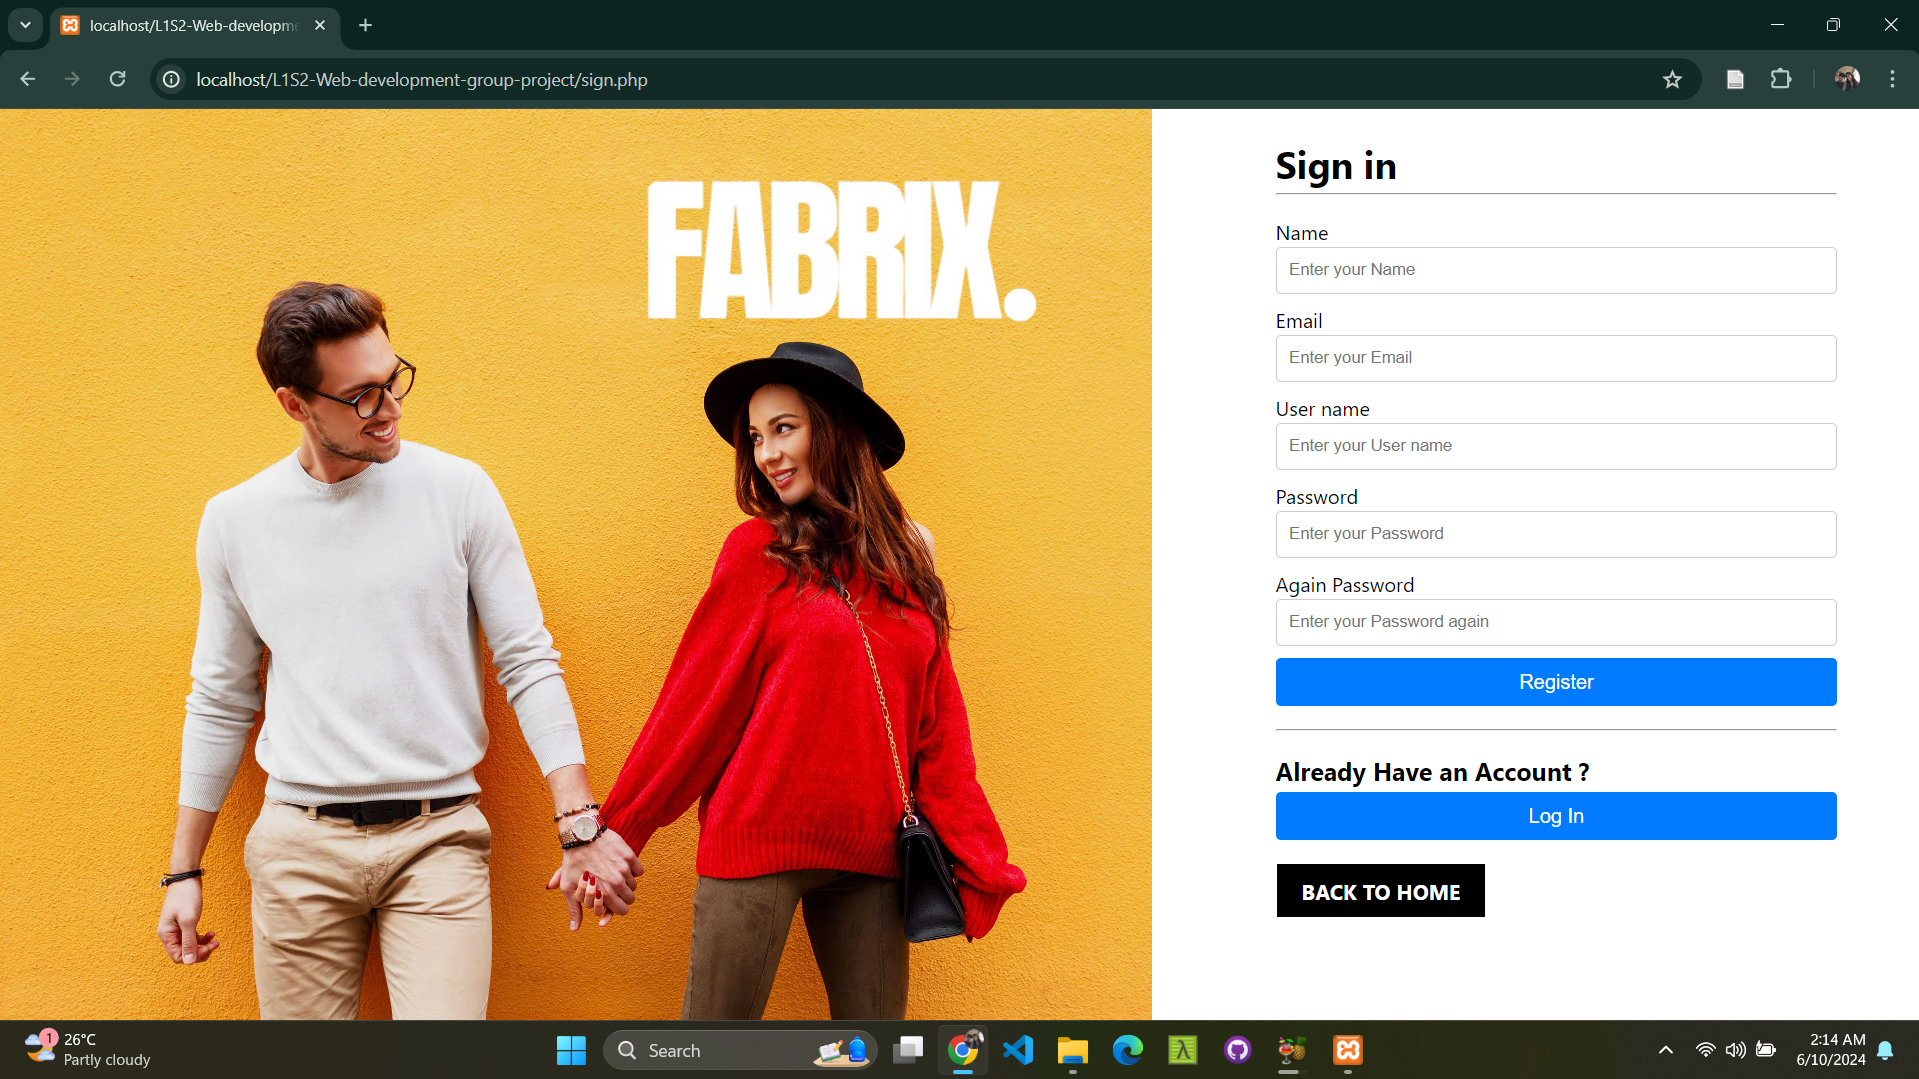 localhost/L1S2-Web-developme
localhost/L1S2-Web-development-group-project/sign.php
FABRIX.
Sign in
Name
Enter your Name
Email
Enter your Email
User name
Enter your User name
Password
Enter your Password
Again Password
Enter your Password again
Register
Already Have an Account ?
Log In
BACK TO HOME
1
26°C
Partly cloudy
Search
2:14 AM
6/10/2024